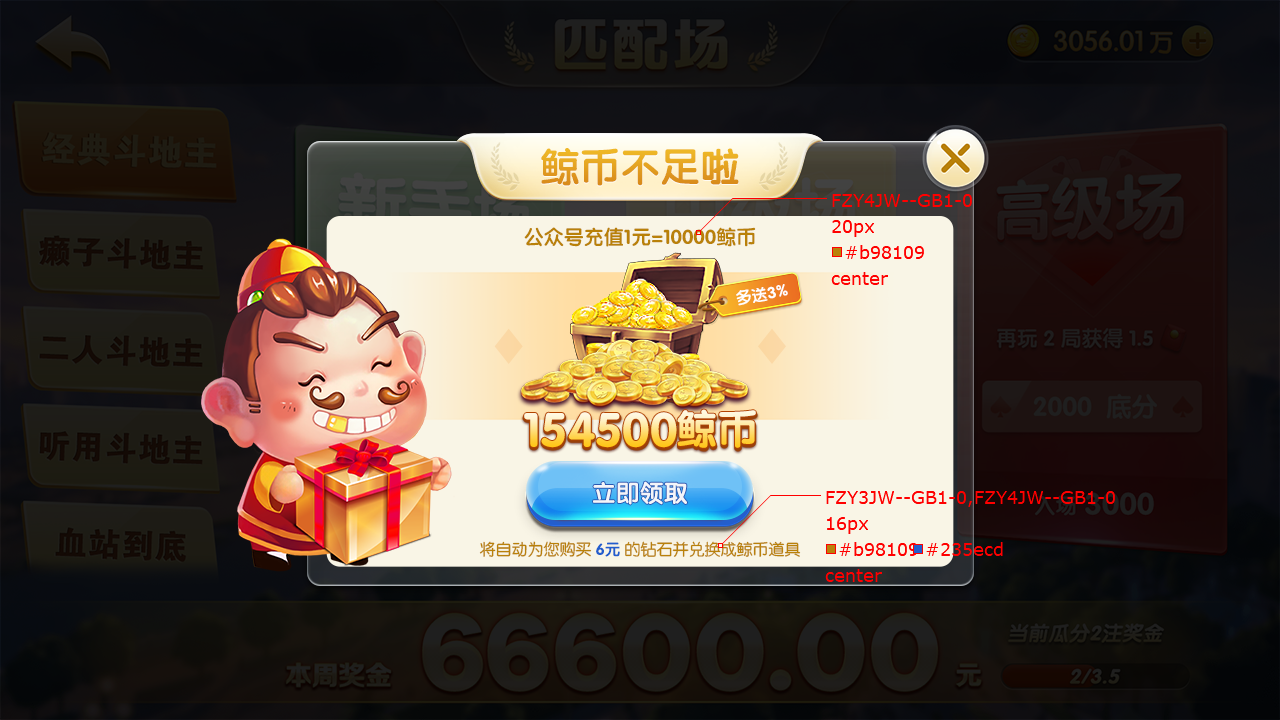 匹配场
3056.01万
经典斗地主
癞子斗地主
二人斗地主
听用斗地主
血站到底
新手场
高级场
再玩 2 局获得 1.5
2000 底分
入场 3000
鲸币不足啦
公众号充值1元=10000鲸币
FZY4JW--GB1-0
20px
#b98109
center
多送3%
154500鲸币
立即领取
将自动为您购买 6元 的钻石并兑换成鲸币道具
FZY3JW--GB1-0,FZY4JW--GB1-0
16px
#b98109 #235ecd
center
本周奖金
66600.00
元
当前瓜分2注奖金
2/3.5